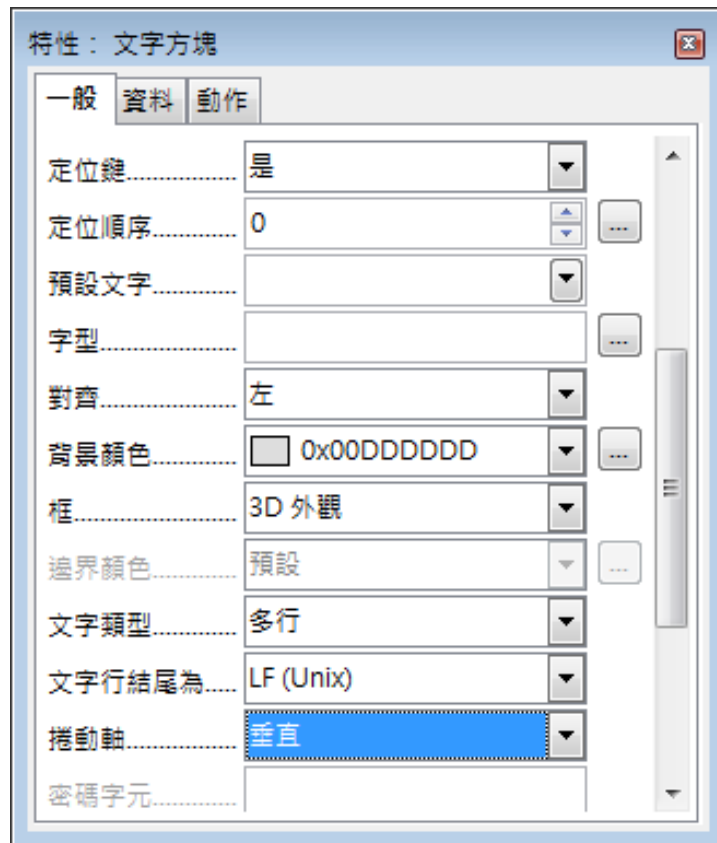 特性： 文字方塊
一般 資料 動作
定位鍵................. 是
定位順序............. 0 ...
預設文字.............
字型..................... ...
對齊..................... 左
背景顏色............. 0x00DDDDDD ...
框........................ 3D 外觀
邊界顏色............. 預設 ...
文字類型............. 多行
文字行結尾為..... LF (Unix)
捲動軸................. 垂直
密碼字元.............